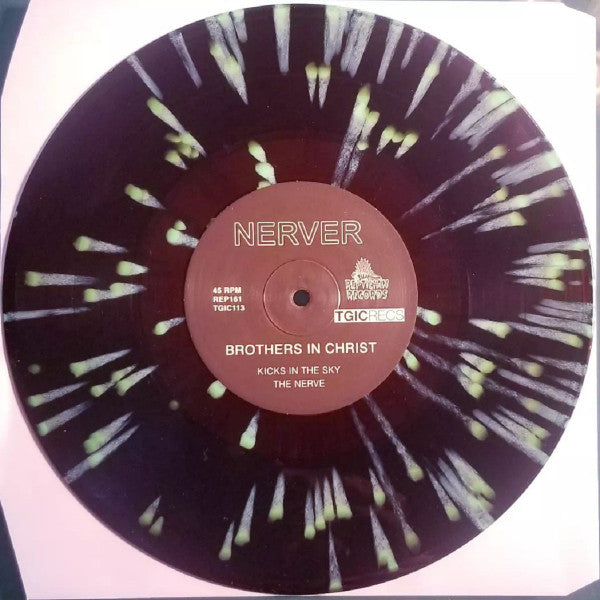 NERVER
45 RPM
REP161
TGIC113
REPTILIAN
RECORDS
TGICRECS
BROTHERS IN CHRIST
KICKS IN THE SKY
THE NERVE